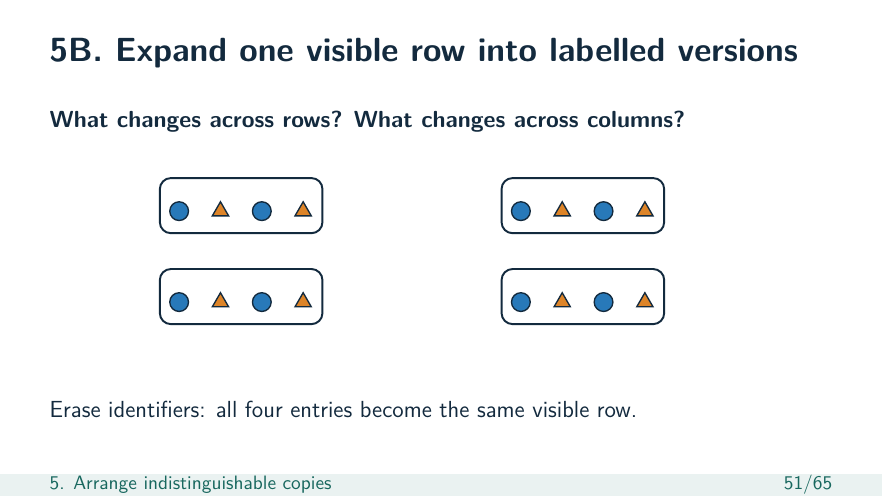 5B. Expand one visible row into labelled versions
What changes across rows? What changes across columns?
Erase identifiers: all four entries become the same visible row.
5. Arrange indistinguishable copies
51/65